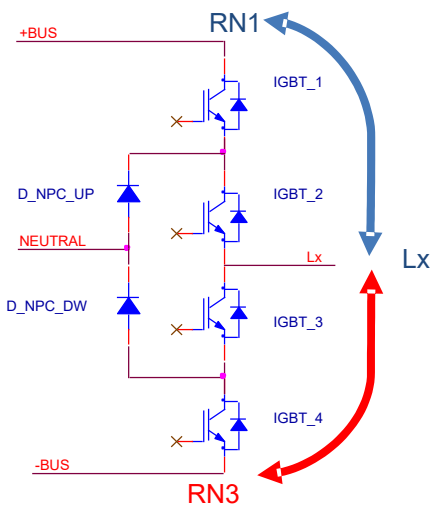 RN1
+BUS
IGBT_1
D_NPC_UP
IGBT_2
NEUTRAL
Lx
Lx
D_NPC_DW
IGBT_3
IGBT_4
-BUS
RN3